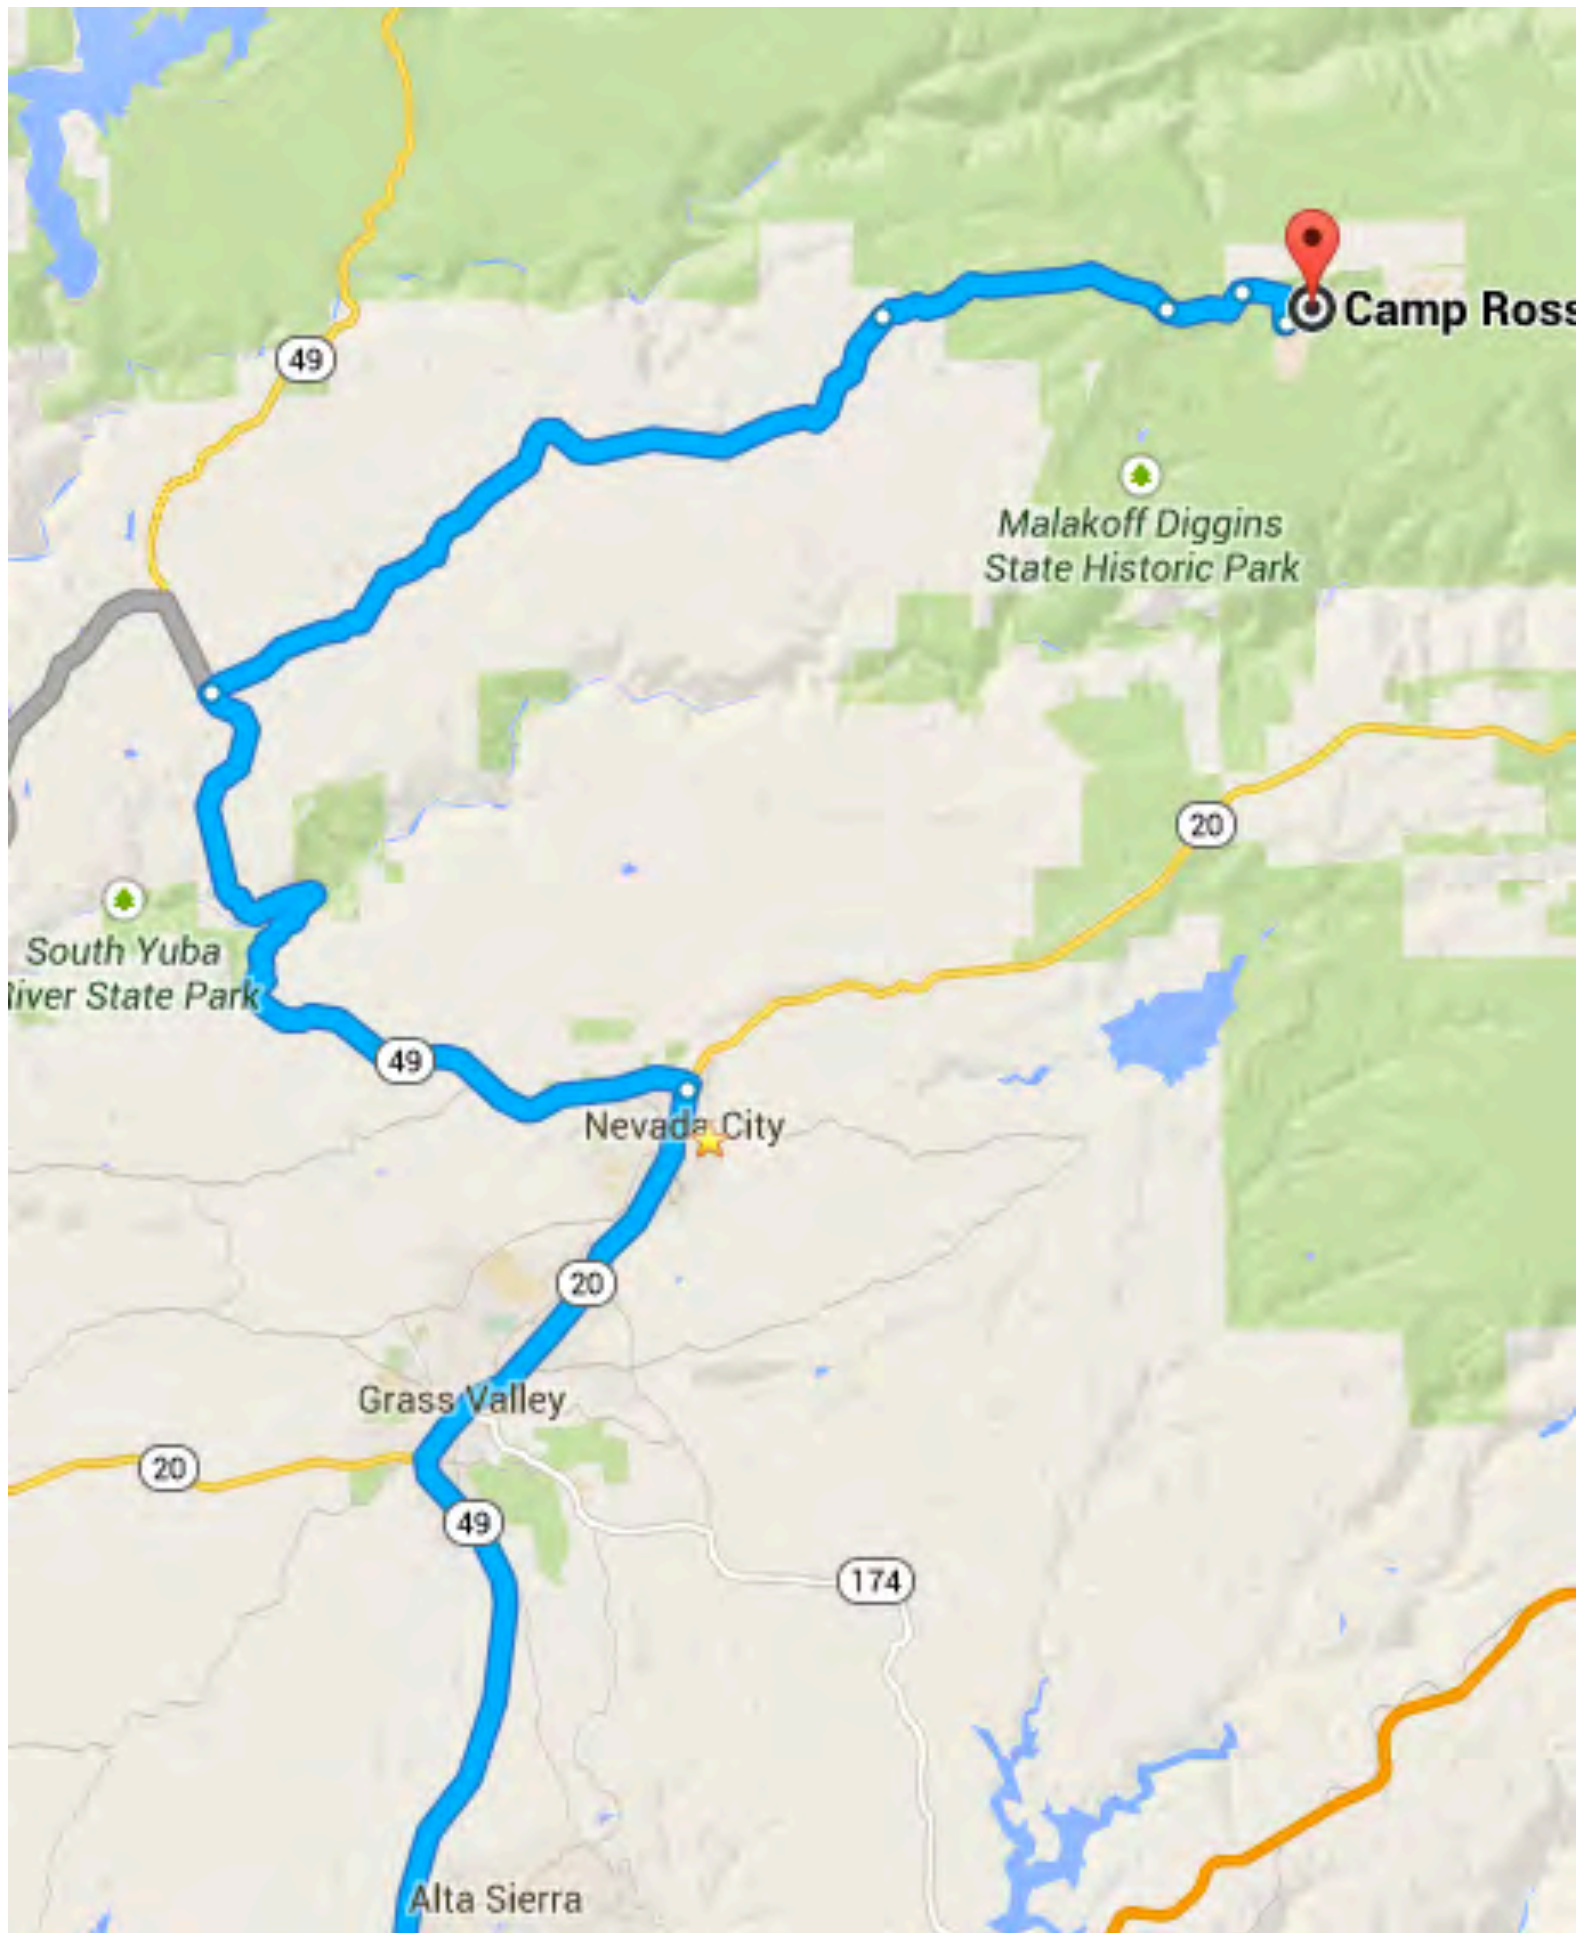 49
Camp Ross
Malakoff Diggins
State Historic Park
20
South Yuba
River State Park
49
Nevada City
20
Grass Valley
20
49
174
Alta Sierra